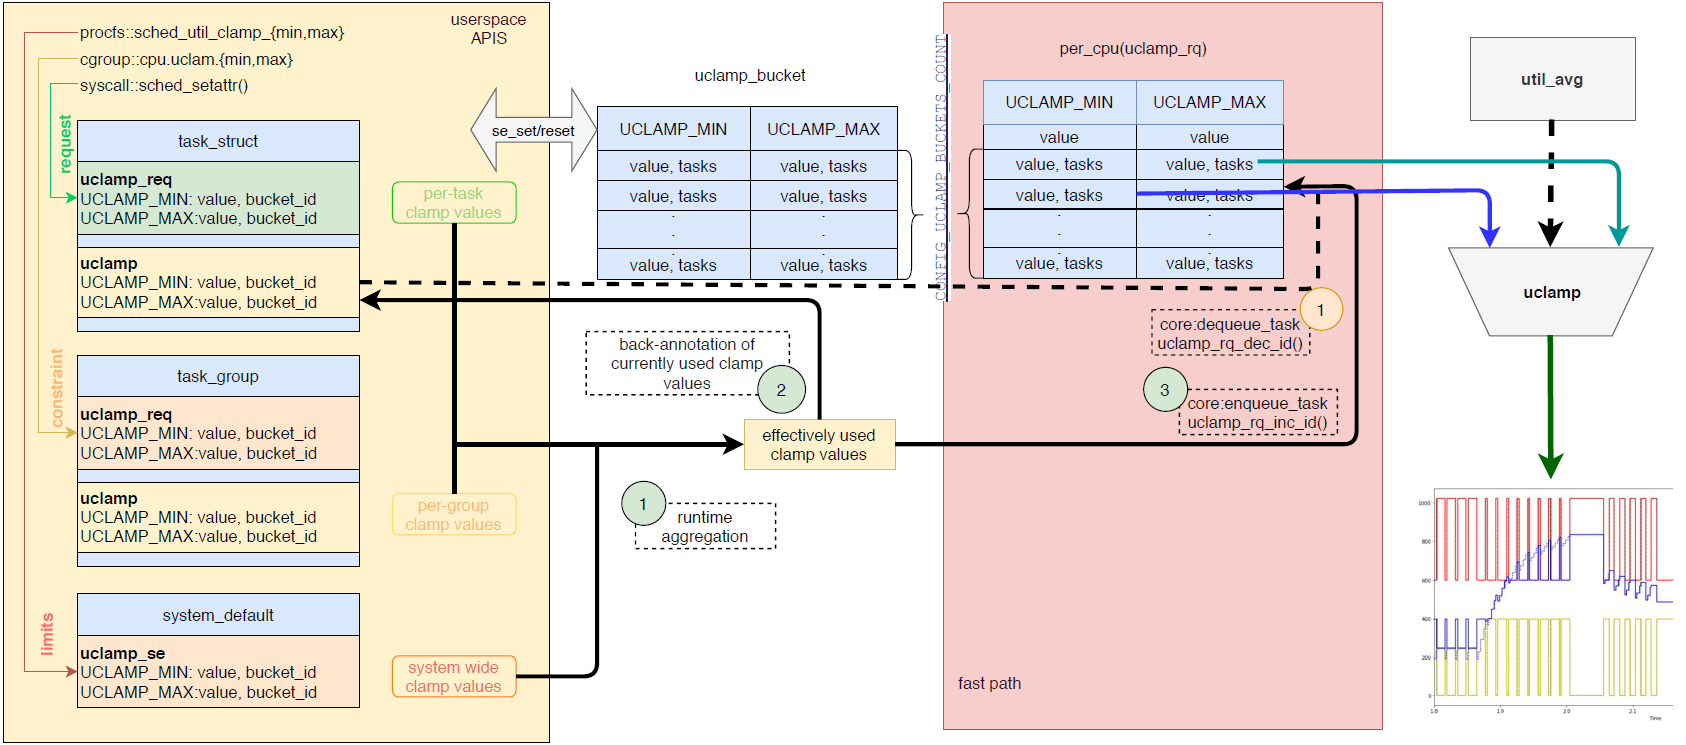 userspace
APIS
procfs::sched_util_clamp_{min,max}
cgroup::cpu.uclam.{min,max}
syscall::sched_setattr()
request
task_struct
uclamp_req
UCLAMP_MIN: value, bucket_id
UCLAMP_MAX:value, bucket_id
uclamp
UCLAMP_MIN: value, bucket_id
UCLAMP_MAX:value, bucket_id
constraint
task_group
uclamp_req
UCLAMP_MIN: value, bucket_id
UCLAMP_MAX:value, bucket_id
uclamp
UCLAMP_MIN: value, bucket_id
UCLAMP_MAX:value, bucket_id
limits
system_default
uclamp_se
UCLAMP_MIN: value, bucket_id
UCLAMP_MAX:value, bucket_id
per-task
clamp values
per-group
clamp values
system wide
clamp values
se_set/reset
uclamp_bucket
UCLAMP_MIN UCLAMP_MAX
value, tasks value, tasks
value, tasks value, tasks
. .
. .
value, tasks value, tasks
back-annotation of
currently used clamp
values
2
effectively used
clamp values
1
runtime
aggregation
CONFIG_UCLAMP_BUCKETS_COUNT
per_cpu(uclamp_rq)
UCLAMP_MIN UCLAMP_MAX
value value
value, tasks value, tasks
value, tasks value, tasks
. .
. .
value, tasks value, tasks
1
core:dequeue_task
uclamp_rq_dec_id()
3
core:enqueue_task
uclamp_rq_inc_id()
fast path
util_avg
uclamp
1000
800
600
400
200
0
1.8 1.9 2.0 2.1
Time